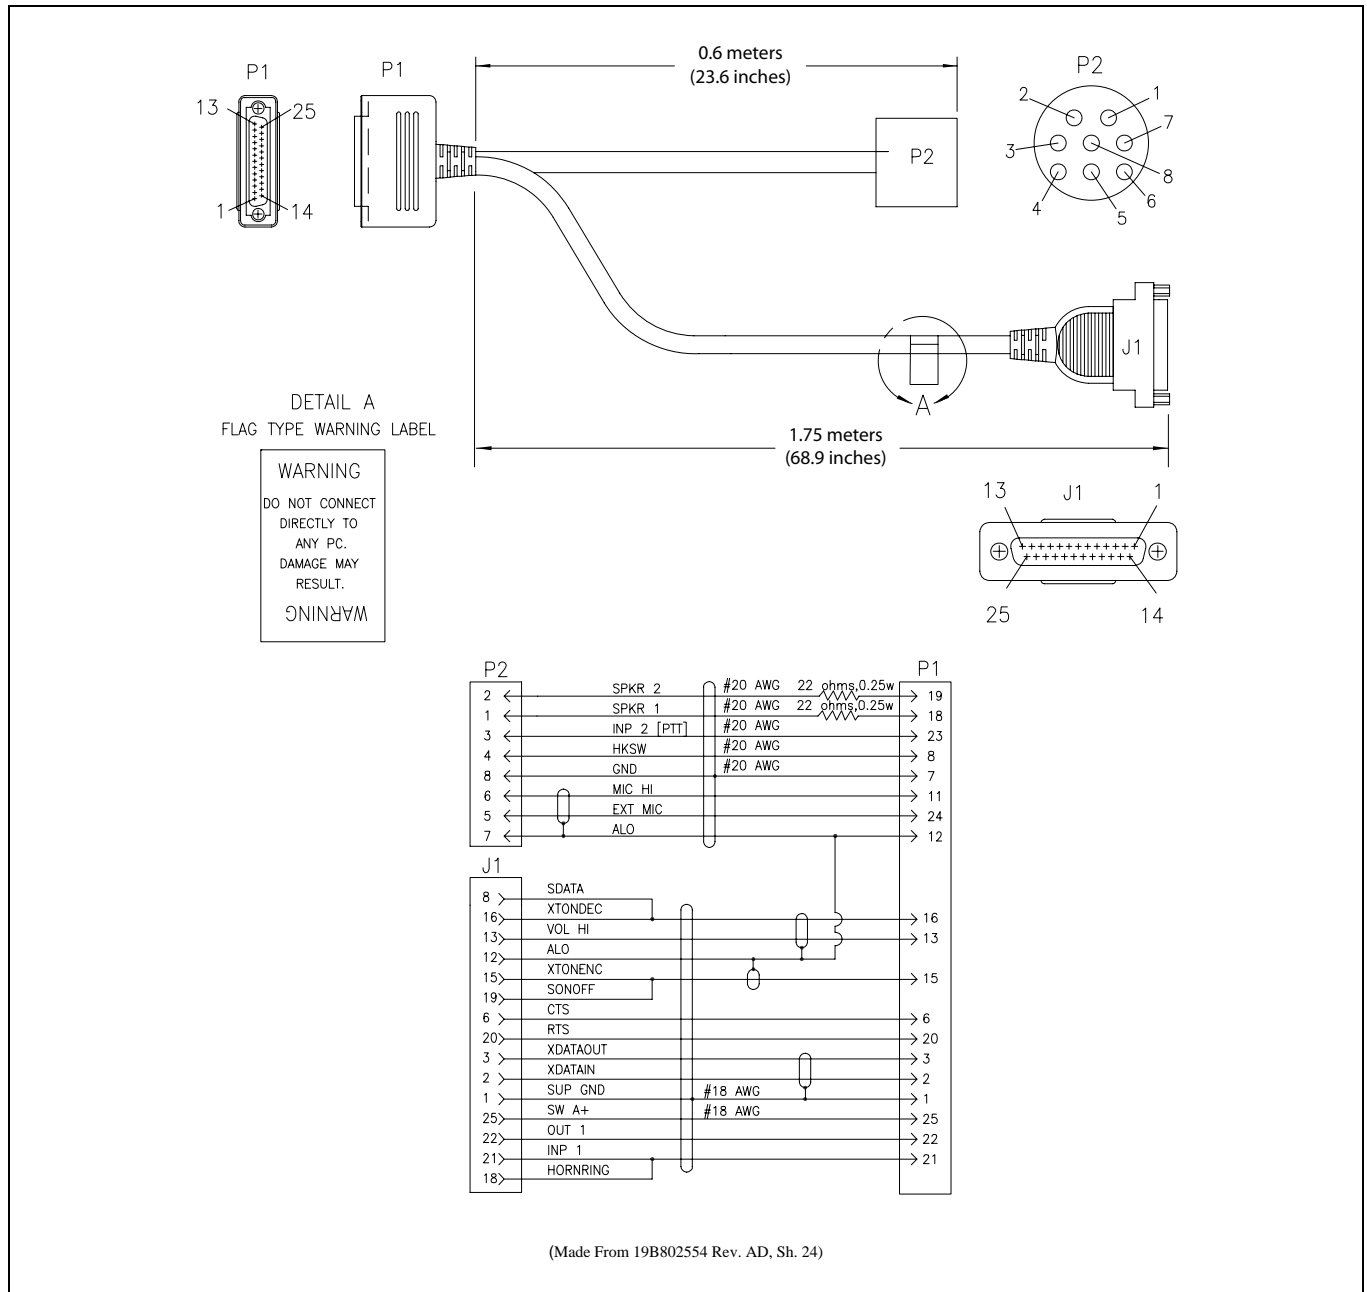 0.6 meters
(23.6 inches)
P1
13
25
1
14
P1
P2
P2
2
1
3
7
8
4
5
6
J1
A
1.75 meters
(68.9 inches)
DETAIL A
FLAG TYPE WARNING LABEL
WARNING
DO NOT CONNECT
DIRECTLY TO
ANY PC.
DAMAGE MAY
RESULT.
WARNING
13 J1 1
25 14
P2 P1
2 SPKR 2 #20 AWG 22 ohms,0.25w 19
1 SPKR 1 #20 AWG 22 ohms,0.25w 18
3 INP 2 [PTT] #20 AWG 23
4 HKSW #20 AWG 8
8 GND #20 AWG 7
6 MIC HI 11
5 EXT MIC 24
7 ALO 12
J1
8 SDATA
16 XTONDEC 16
13 VOL HI 13
12 ALO
15 XTONENC 15
19 SONOFF
6 CTS 6
20 RTS 20
3 XDATAOUT 3
2 XDATAIN 2
1 SUP GND #18 AWG 1
25 SW A+ #18 AWG 25
22 OUT 1 22
21 INP 1 21
18 HORNRING
(Made From 19B802554 Rev. AD, Sh. 24)